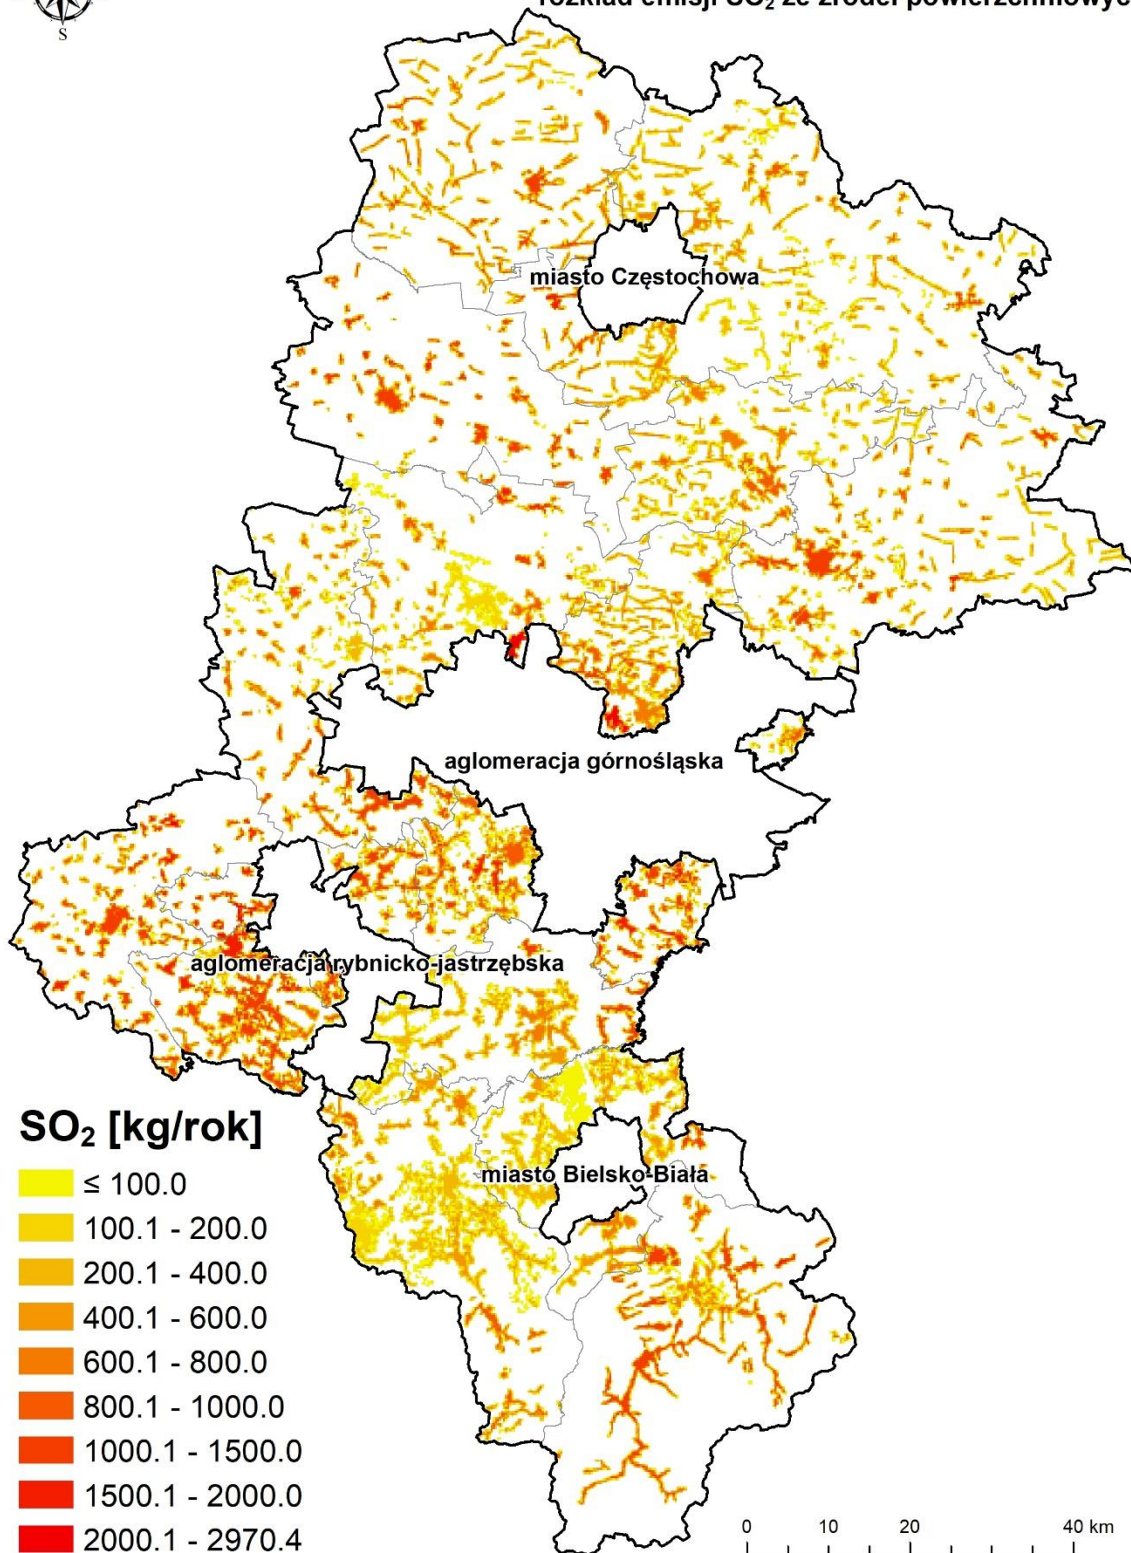 rozkład emisji SO₂ ze źródeł powierzchniowyc
S
miasto Częstochowa
aglomeracja górnośląska
aglomeracja rybnicko-jastrzębska
miasto Bielsko-Biała
SO₂ [kg/rok]
≤ 100.0
100.1 - 200.0
200.1 - 400.0
400.1 - 600.0
600.1 - 800.0
800.1 - 1000.0
1000.1 - 1500.0
1500.1 - 2000.0
2000.1 - 2970.4
0 10 20 40 km